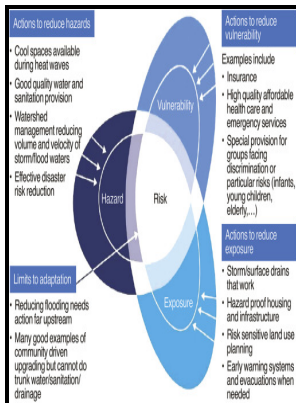 Actions to reduce hazards
• Cool spaces available
during heat waves
• Good quality water and
sanitation provision
• Watershed
management reducing
volume and velocity of
storm/flood waters
• Effective disaster
risk reduction
Limits to adaptation
• Reducing flooding needs
action far upstream
• Many good examples of
community driven
upgrading but cannot do
trunk water/sanitation/
drainage
Hazard
Vulnerability
Risk
Exposure
Actions to reduce
vulnerability
Examples include
• Insurance
• High quality affordable
health care and
emergency services
• Special provision for
groups facing
discrimination or
particular risks (infants,
young children,
elderly,...)
Actions to reduce
exposure
• Storm/surface drains
that work
• Hazard proof housing and
infrastructure
• Risk sensitive land use
planning
• Early warning systems
and evacuations when
needed